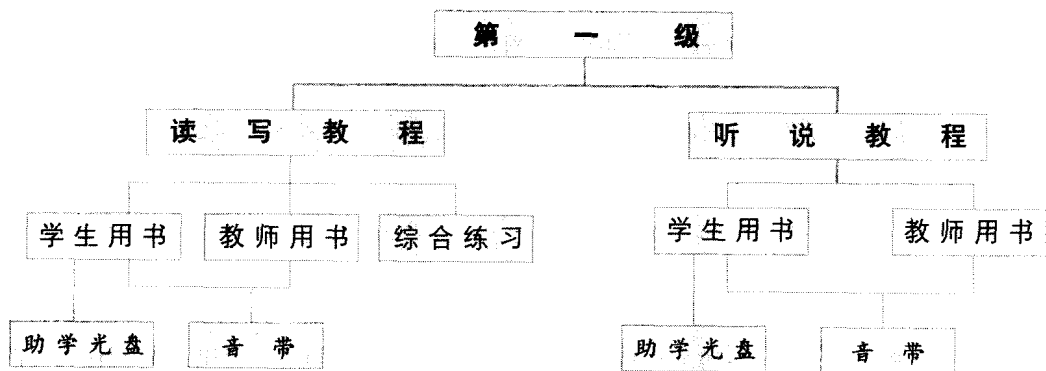 第一级
读写教程
听说教程
学生用书 教师用书 综合练习
学生用书 教师用书
助学光盘 音带
助学光盘 音带